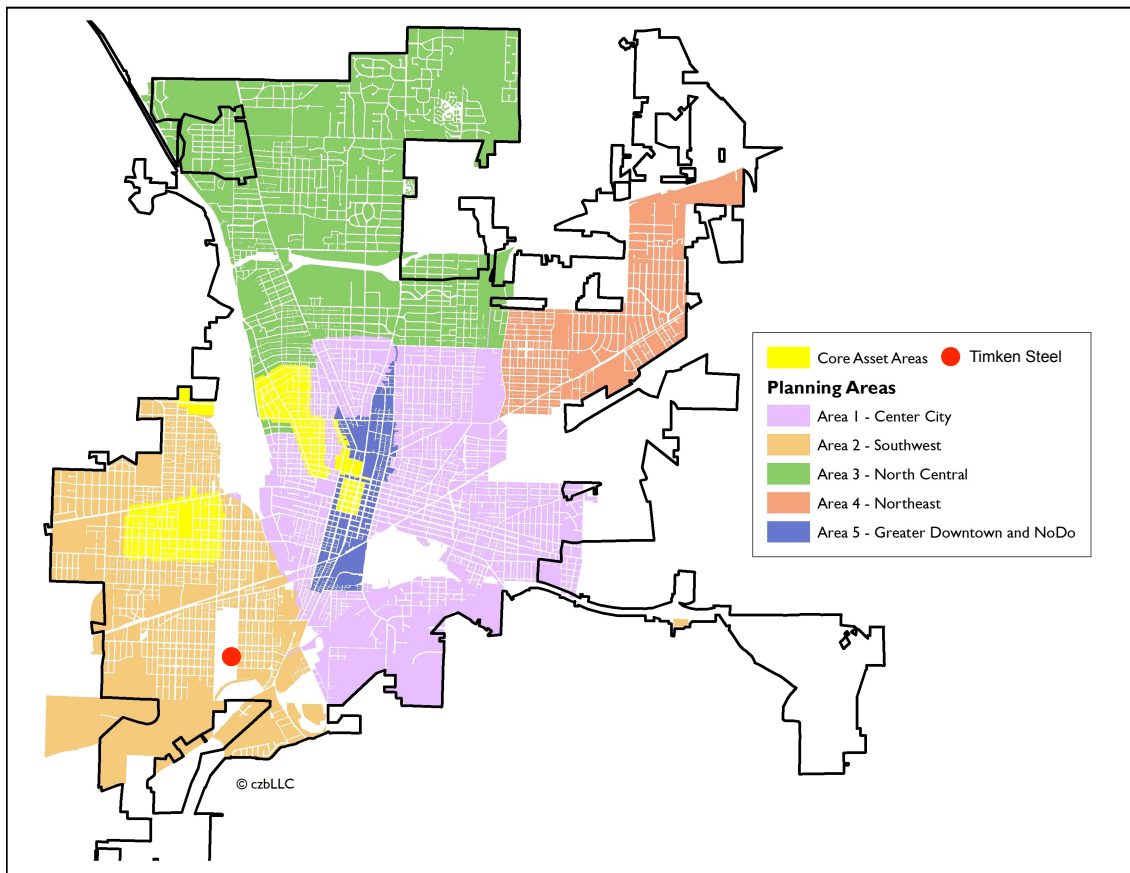 Core Asset Areas
Timken Steel
Planning Areas
Area 1 - Center City
Area 2 - Southwest
Area 3 - North Central
Area 4 - Northeast
Area 5 - Greater Downtown and NoDo
© czbLLC